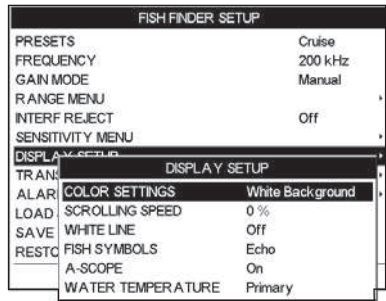 FISH FINDER SETUP
PRESETS Cruise
FREQUENCY 200 kHz
GAIN MODE Manual
RANGE MENU
INTERF REJECT Off
SENSITIVITY MENU
DISPLAY SETUP
DISPLAY SETUP
COLOR SETTINGS White Background
SCROLLING SPEED 0 %
WHITE LINE Off
FISH SYMBOLS Echo
A-SCOPE On
WATER TEMPERATURE Primary
LOAD
SAVE